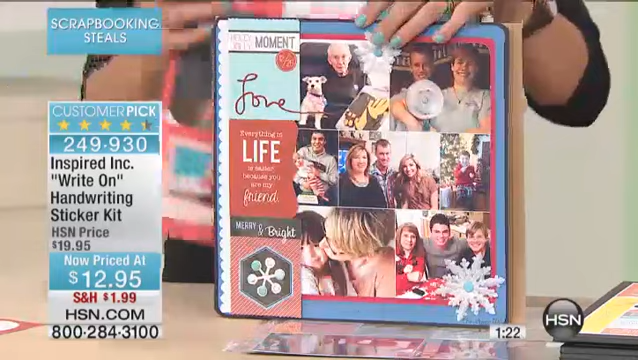 SCRAPBOOKING
STEALS
CUSTOMER PICK
249-930
Inspired Inc.
"Write On"
Handwriting
Sticker Kit
HSN Price
$19.95
Now Priced At
$12.95
S&H $1.99
HSN.COM
800-284-3100
MOMENT
Love
Everything in
LIFE
is easier
because you
are my
friend.
MERRY
& Bright
1:22
HSN